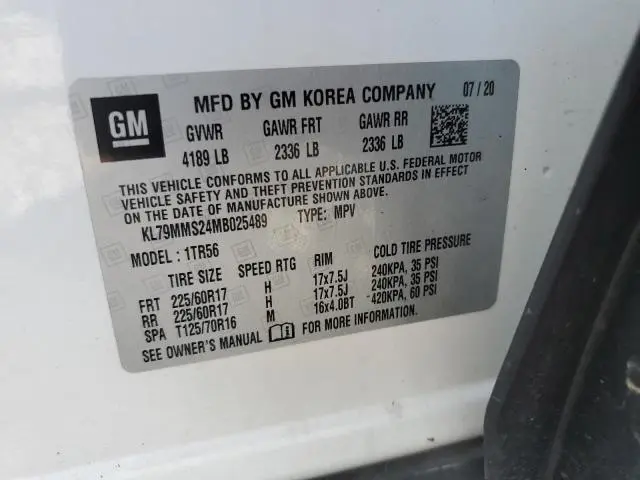 GM
MFD BY GM KOREA COMPANY 07/20
GVWR GAWR FRT GAWR RR
4189 LB 2336 LB 2336 LB
THIS VEHICLE CONFORMS TO ALL APPLICABLE U.S. FEDERAL MOTOR
VEHICLE SAFETY AND THEFT PREVENTION STANDARDS IN EFFECT
ON THE DATE OF MANUFACTURE SHOWN ABOVE.
KL79MMS24MB025489 TYPE: MPV
MODEL: 1TR56
TIRE SIZE SPEED RTG RIM COLD TIRE PRESSURE
FRT 225/60R17 H 17x7.5J 240KPA, 35 PSI
RR 225/60R17 H 17x7.5J 240KPA, 35 PSI
SPA T125/70R16 M 16x4.0BT 420KPA, 60 PSI
SEE OWNER'S MANUAL FOR MORE INFORMATION.